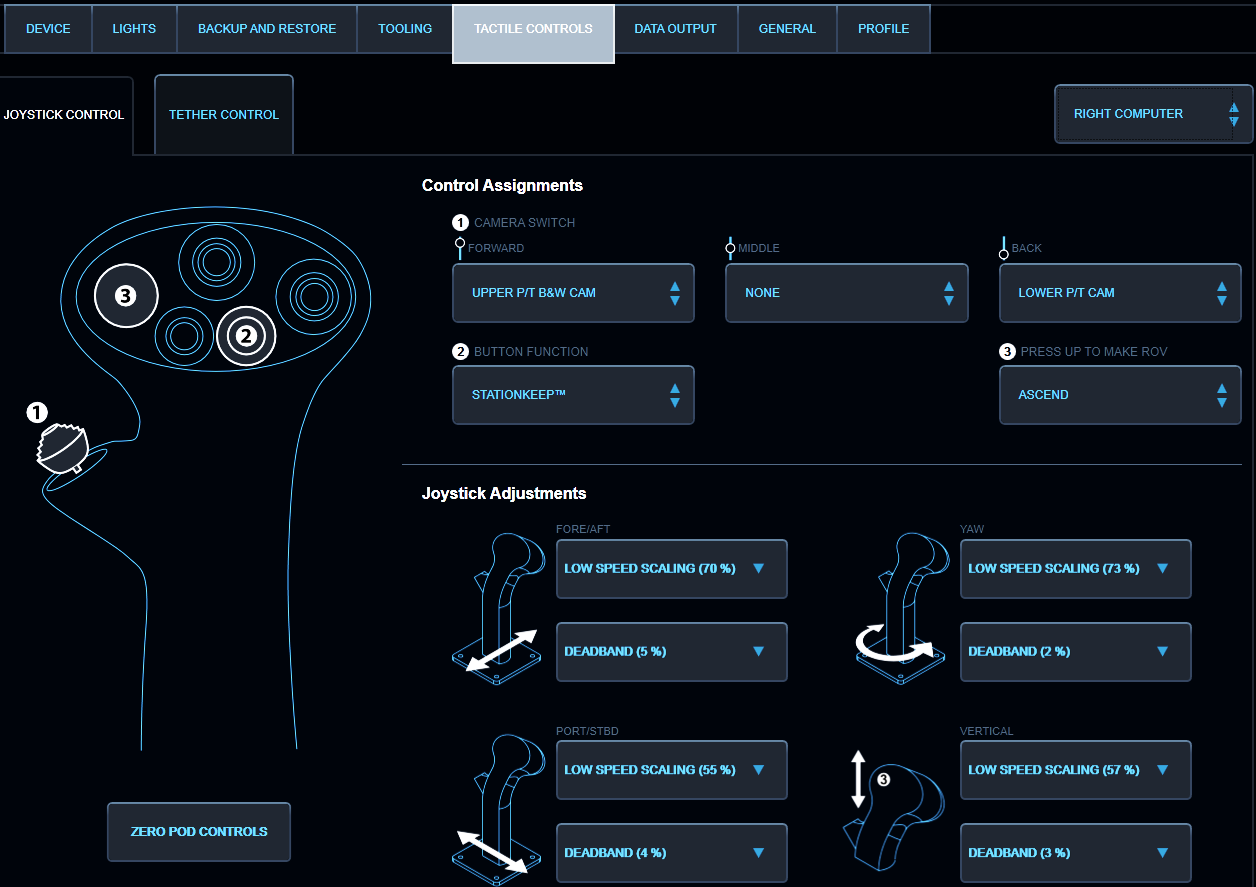 DEVICE
LIGHTS
BACKUP AND RESTORE
TOOLING
TACTILE CONTROLS
DATA OUTPUT
GENERAL
PROFILE
JOYSTICK CONTROL
TETHER CONTROL
RIGHT COMPUTER
3
2
1
ZERO POD CONTROLS
Control Assignments
1 CAMERA SWITCH
FORWARD
MIDDLE
BACK
UPPER P/T B&W CAM
NONE
LOWER P/T CAM
2 BUTTON FUNCTION
3 PRESS UP TO MAKE ROV
STATIONKEEP™
ASCEND
Joystick Adjustments
FORE/AFT
LOW SPEED SCALING (70 %)
DEADBAND (5 %)
YAW
LOW SPEED SCALING (73 %)
DEADBAND (2 %)
PORT/STBD
LOW SPEED SCALING (55 %)
DEADBAND (4 %)
VERTICAL
3
LOW SPEED SCALING (57 %)
DEADBAND (3 %)